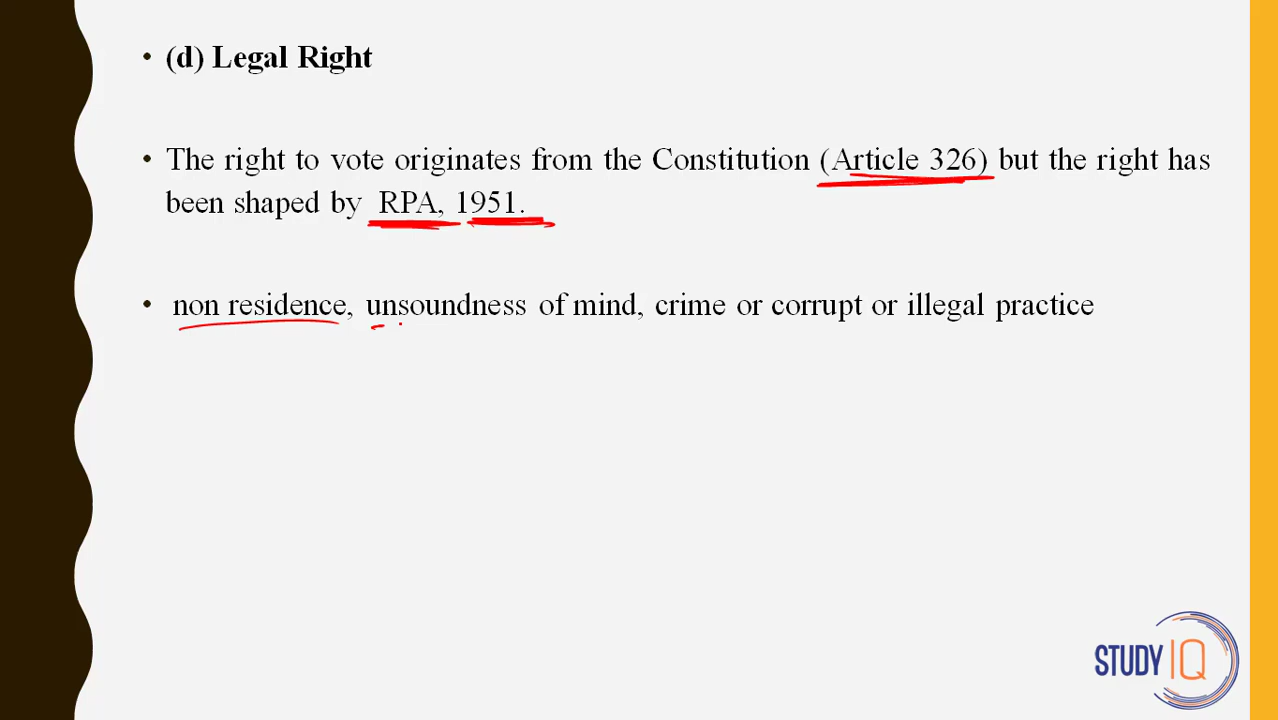 • (d) Legal Right
• The right to vote originates from the Constitution (Article 326) but the right has
been shaped by RPA, 1951.
• non residence, unsoundness of mind, crime or corrupt or illegal practice
STUDY IQ